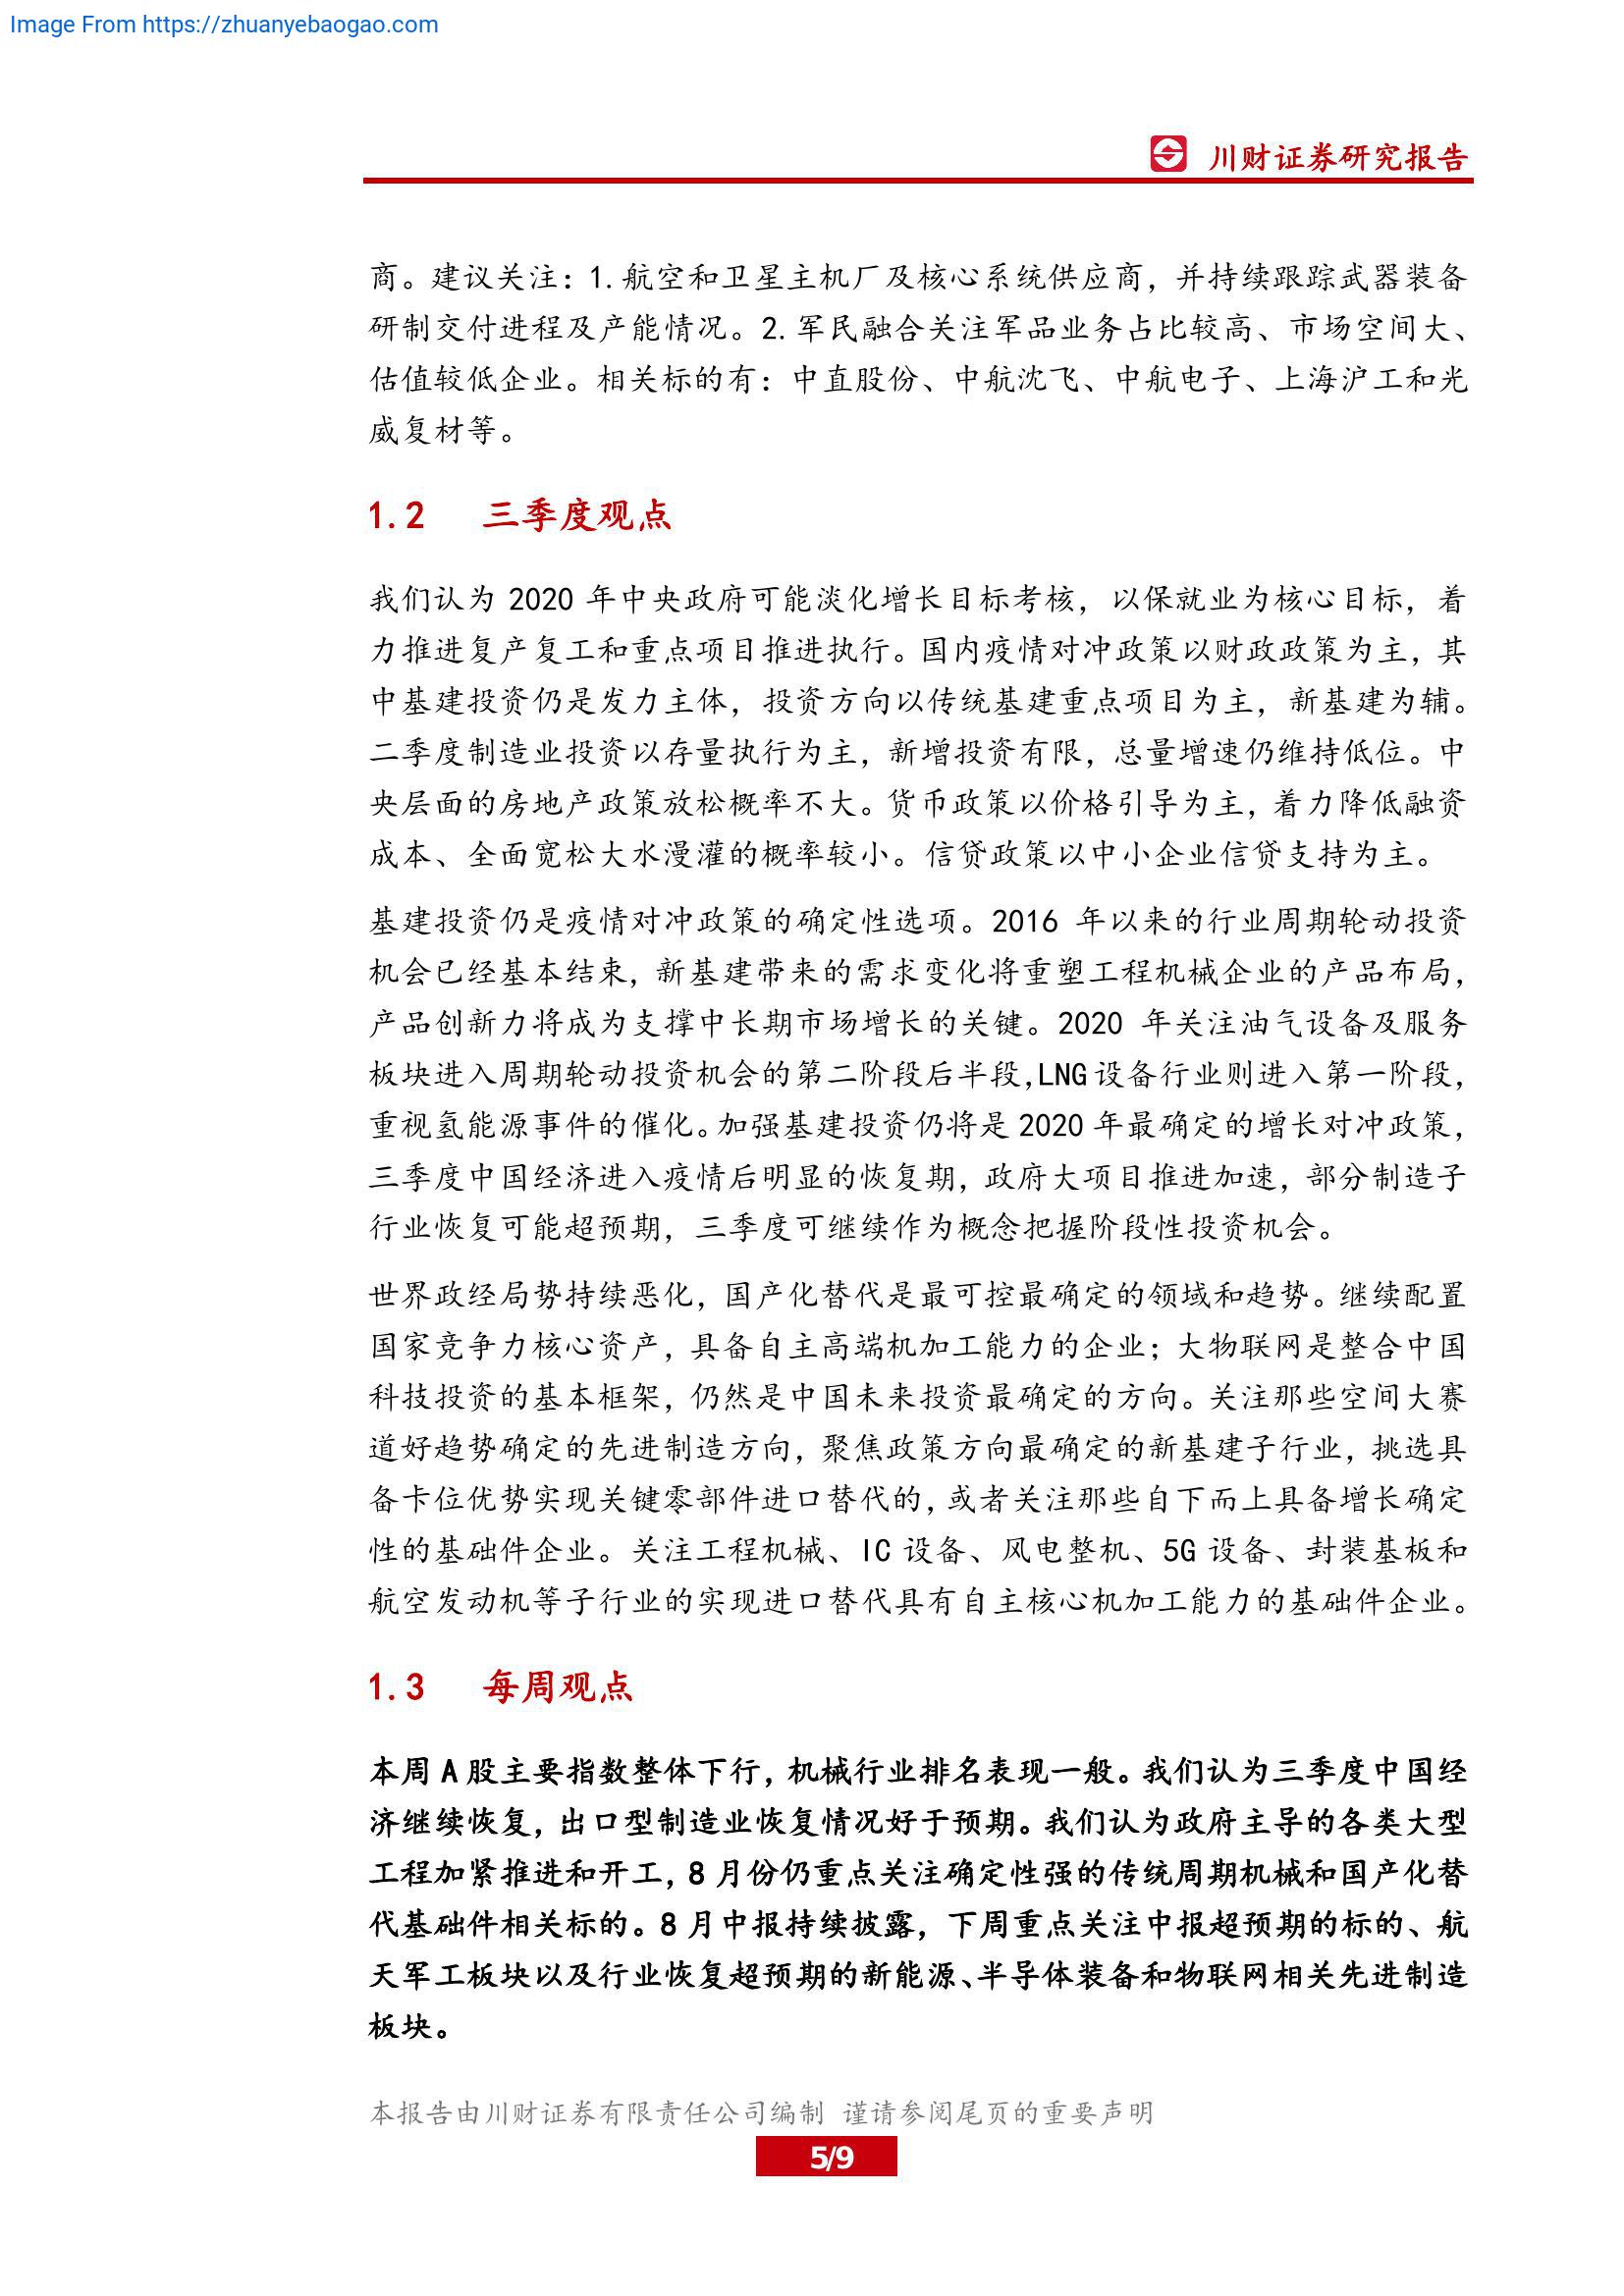 Image From https://zhuanyebaogao.com
川财证券研究报告
商。建议关注：1.航空和卫星主机厂及核心系统供应商，并持续跟踪武器装备
研制交付进程及产能情况。2.军民融合关注军品业务占比较高、市场空间大、
估值较低企业。相关标的有：中直股份、中航沈飞、中航电子、上海沪工和光
威复材等。
1.2 三季度观点
我们认为 2020 年中央政府可能淡化增长目标考核，以保就业为核心目标，着
力推进复产复工和重点项目推进执行。国内疫情对冲政策以财政政策为主，其
中基建投资仍是发力主体，投资方向以传统基建重点项目为主，新基建为辅。
二季度制造业投资以存量执行为主，新增投资有限，总量增速仍维持低位。中
央层面的房地产政策放松概率不大。货币政策以价格引导为主，着力降低融资
成本、全面宽松大水漫灌的概率较小。信贷政策以中小企业信贷支持为主。
基建投资仍是疫情对冲政策的确定性选项。2016 年以来的行业周期轮动投资
机会已经基本结束，新基建带来的需求变化将重塑工程机械企业的产品布局，
产品创新力将成为支撑中长期市场增长的关键。2020 年关注油气设备及服务
板块进入周期轮动投资机会的第二阶段后半段，LNG 设备行业则进入第一阶段，
重视氢能源事件的催化。加强基建投资仍将是 2020 年最确定的增长对冲政策，
三季度中国经济进入疫情后明显的恢复期，政府大项目推进加速，部分制造子
行业恢复可能超预期，三季度可继续作为概念把握阶段性投资机会。
世界政经局势持续恶化，国产化替代是最可控最确定的领域和趋势。继续配置
国家竞争力核心资产，具备自主高端机加工能力的企业；大物联网是整合中国
科技投资的基本框架，仍然是中国未来投资最确定的方向。关注那些空间大赛
道好趋势确定的先进制造方向，聚焦政策方向最确定的新基建子行业，挑选具
备卡位优势实现关键零部件进口替代的，或者关注那些自下而上具备增长确定
性的基础件企业。关注工程机械、IC 设备、风电整机、5G 设备、封装基板和
航空发动机等子行业的实现进口替代具有自主核心机加工能力的基础件企业。
1.3 每周观点
本周 A 股主要指数整体下行，机械行业排名表现一般。我们认为三季度中国经
济继续恢复，出口型制造业恢复情况好于预期。我们认为政府主导的各类大型
工程加紧推进和开工，8 月份仍重点关注确定性强的传统周期机械和国产化替
代基础件相关标的。8 月中报持续披露，下周重点关注中报超预期的标的、航
天军工板块以及行业恢复超预期的新能源、半导体装备和物联网相关先进制造
板块。
本报告由川财证券有限责任公司编制 谨请参阅尾页的重要声明
5/9